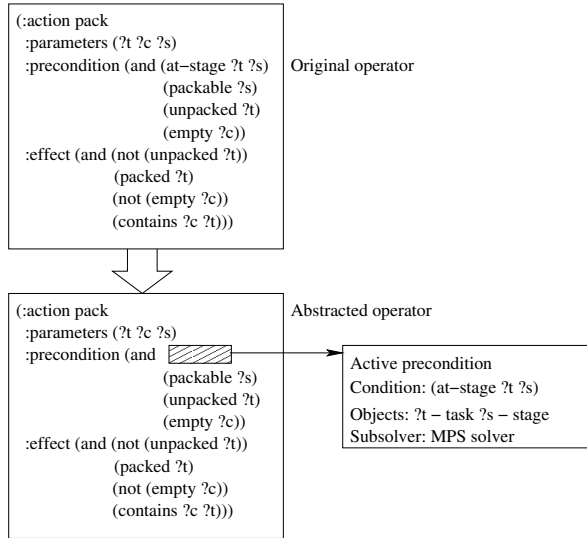 (:action pack
:parameters (?t ?c ?s)
:precondition (and (at−stage ?t ?s)
(packable ?s)
(unpacked ?t)
(empty ?c))
:effect (and (not (unpacked ?t))
(packed ?t)
(not (empty ?c))
(contains ?c ?t)))
Original operator
(:action pack
:parameters (?t ?c ?s)
:precondition (and
(packable ?s)
(unpacked ?t)
(empty ?c))
:effect (and (not (unpacked ?t))
(packed ?t)
(not (empty ?c))
(contains ?c ?t)))
Abstracted operator
Active precondition
Condition: (at−stage ?t ?s)
Objects: ?t − task ?s − stage
Subsolver: MPS solver